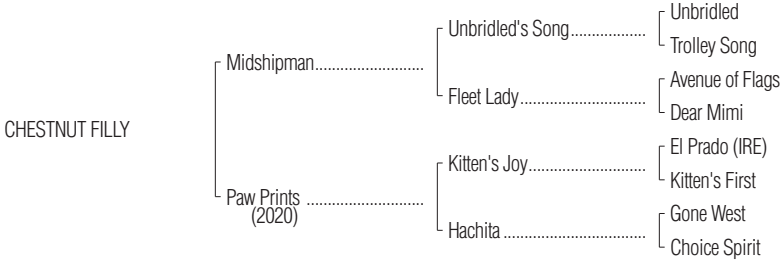 Unbridled
Unbridled's Song..................
Trolley Song
Midshipman..........................
Avenue of Flags
Fleet Lady..............................
Dear Mimi
CHESTNUT FILLY
El Prado (IRE)
Kitten's Joy............................
Kitten's First
Paw Prints ............................
(2020)
Gone West
Hachita..................................
Choice Spirit